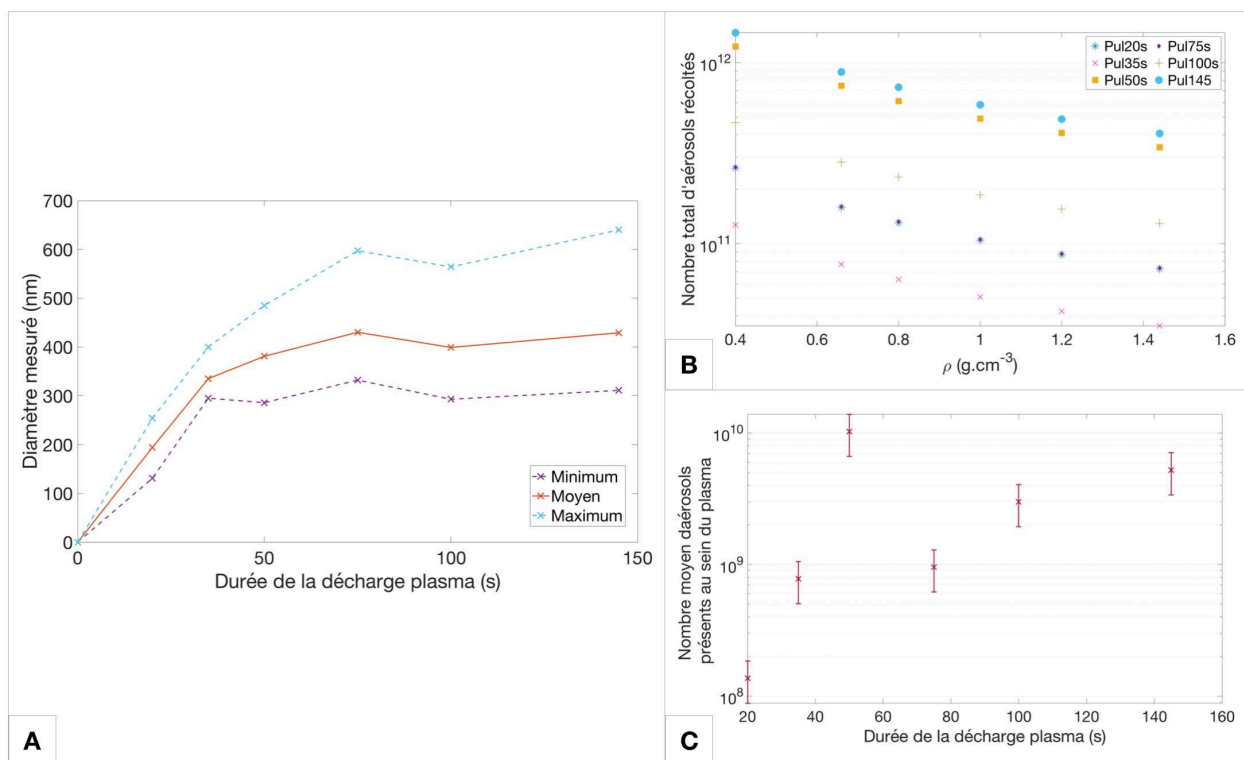 700
600
500
400
300
200
100
0
Diamètre mesuré (nm)
0
50
100
150
Durée de la décharge plasma (s)
Minimum
Moyen
Maximum
A
10^12
10^11
Nombre total d'aérosols récoltés
Pul20s
Pul75s
Pul35s
Pul100s
Pul50s
Pul145
0.4
0.6
0.8
1
1.2
1.4
1.6
ρ (g.cm^-3)
B
10^10
10^9
10^8
Nombre moyen daérosols
présents au sein du plasma
20
40
60
80
100
120
140
160
Durée de la décharge plasma (s)
C